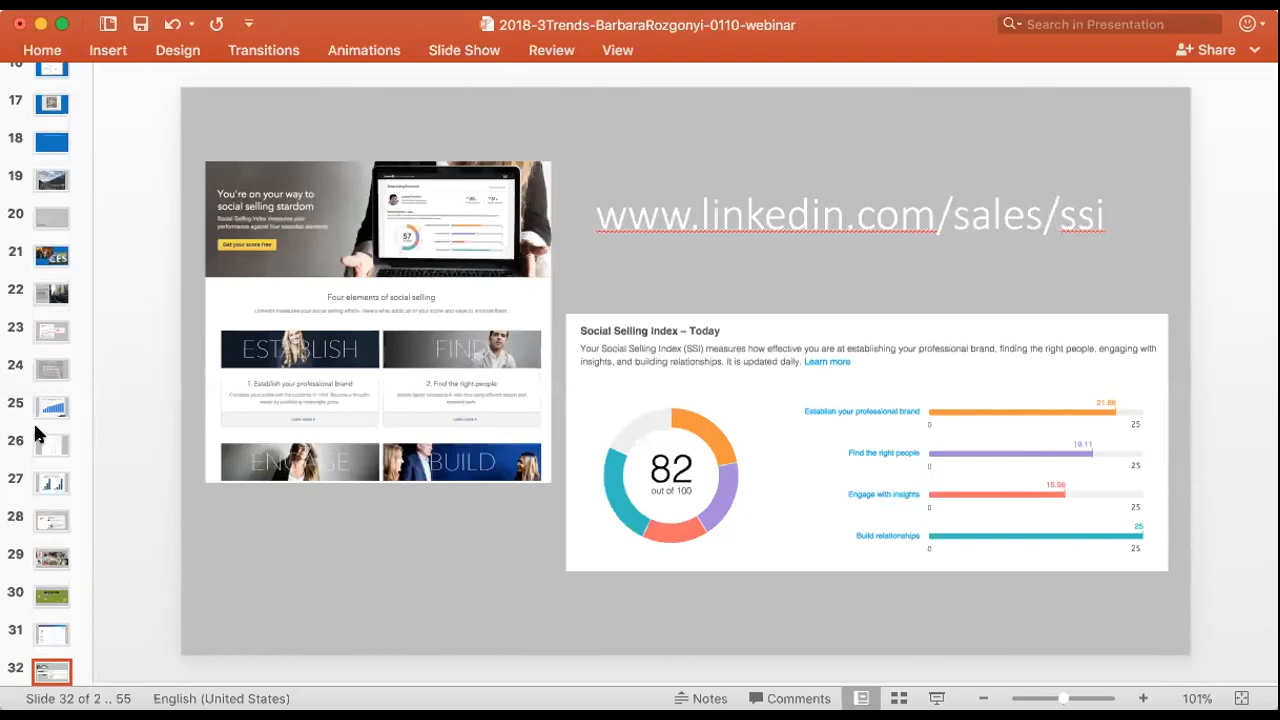 2018-3Trends-BarbaraRozgonyi-0110-webinar
Search in Presentation
Home Insert Design Transitions Animations Slide Show Review View Share
16
17
18
19
20
21
22
23
24
25
26
27
28
29
30
31
32
CES
You're on your way to
social selling stardom
Social Selling Index measures your
performance against four essential elements
Get your score free
57
Four elements of social selling
ESTABLISH
FIND
1. Establish your professional brand
2. Find the right people
ENGAGE
BUILD
www.linkedin.com/sales/ssi
Social Selling Index – Today
Your Social Selling Index (SSI) measures how effective you are at establishing your professional brand, finding the right people, engaging with
insights, and building relationships. It is updated daily. Learn more
82
out of 100
Establish your professional brand 21.66
0 25
Find the right people 19.11
0 25
Engage with insights 15.98
0 25
Build relationships 25
0 25
Slide 32 of 2 .. 55 English (United States) Notes Comments 101%